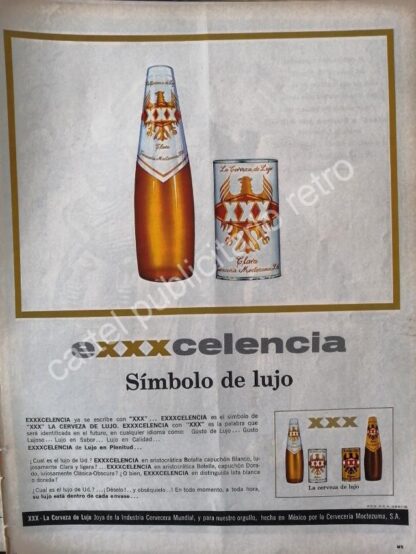 La Cerveza de Lujo
XXX
Clara
Cervecería Moctezuma, S.A.
XXX
Clara
exxxcelencia
Símbolo de lujo
EXXXCELENCIA ya se escribe con "XXX"... EXXXCELENCIA es el símbolo de
"XXX" LA CERVEZA DE LUJO. EXXXCELENCIA con "XXX" es la palabra que
será identificada en el futuro, en cualquier idioma como: Gusto de Lujo... Gusto
Lujoso... Lujo en Sabor... Lujo en Calidad...
EXXXCELENCIA de Lujo en Plenitud...
¿Cual es el lujo de Ud.? EXXXCELENCIA en aristocrática Botella, capuchón Blanco, lu-
josamente Clara y ligera? ... EXXXCELENCIA en aristocrática Botella, capuchón Dora-
do, lujosamente Clásica-Obscura? ¿O bien, EXXXCELENCIA en distinguida lata blanca
o dorada?
¿Cual es el lujo de Ud.?... ¡Deselo!... y obséquielo...! En todo momento, a toda hora,
su lujo está dentro de cada envase...
XXX
La cerveza de lujo
XXX - La Cerveza de Lujo Joya de la Industria Cervecera Mundial, y para nuestro orgullo, hecha en México por la Cervecería Moctezuma, S.A.
cartel publicitario retro